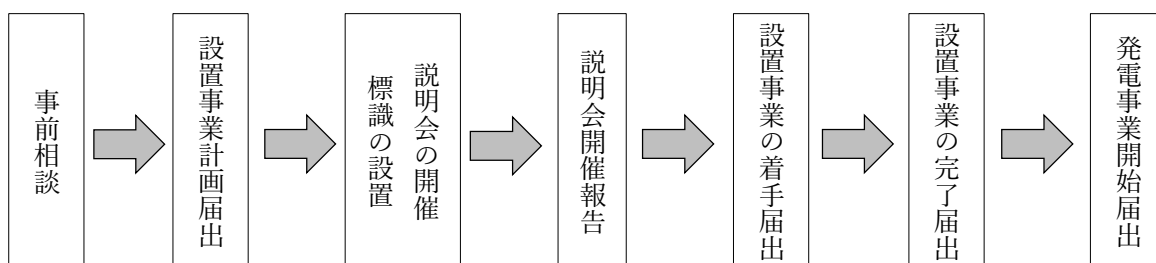 事前相談
設置事業計画届出
説明会の開催
標識の設置
説明会開催報告
設置事業の着手届出
設置事業の完了届出
発電事業開始届出